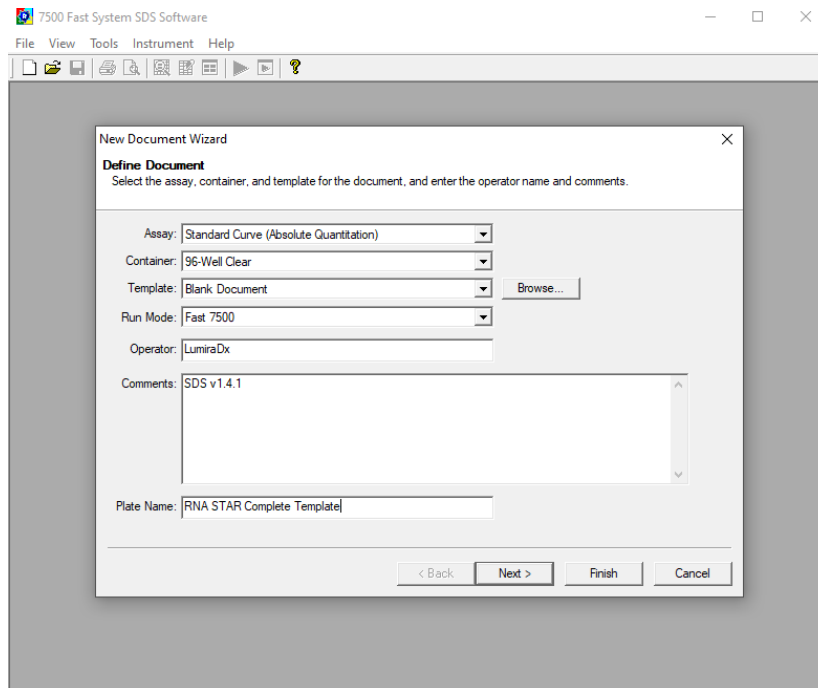 7500 Fast System SDS Software
File View Tools Instrument Help
New Document Wizard
Define Document
Select the assay, container, and template for the document, and enter the operator name and comments.
Assay: Standard Curve (Absolute Quantitation)
Container: 96-Well Clear
Template: Blank Document Browse...
Run Mode: Fast 7500
Operator: LumiraDx
Comments: SDS v1.4.1
Plate Name: RNA STAR Complete Template
< Back Next > Finish Cancel